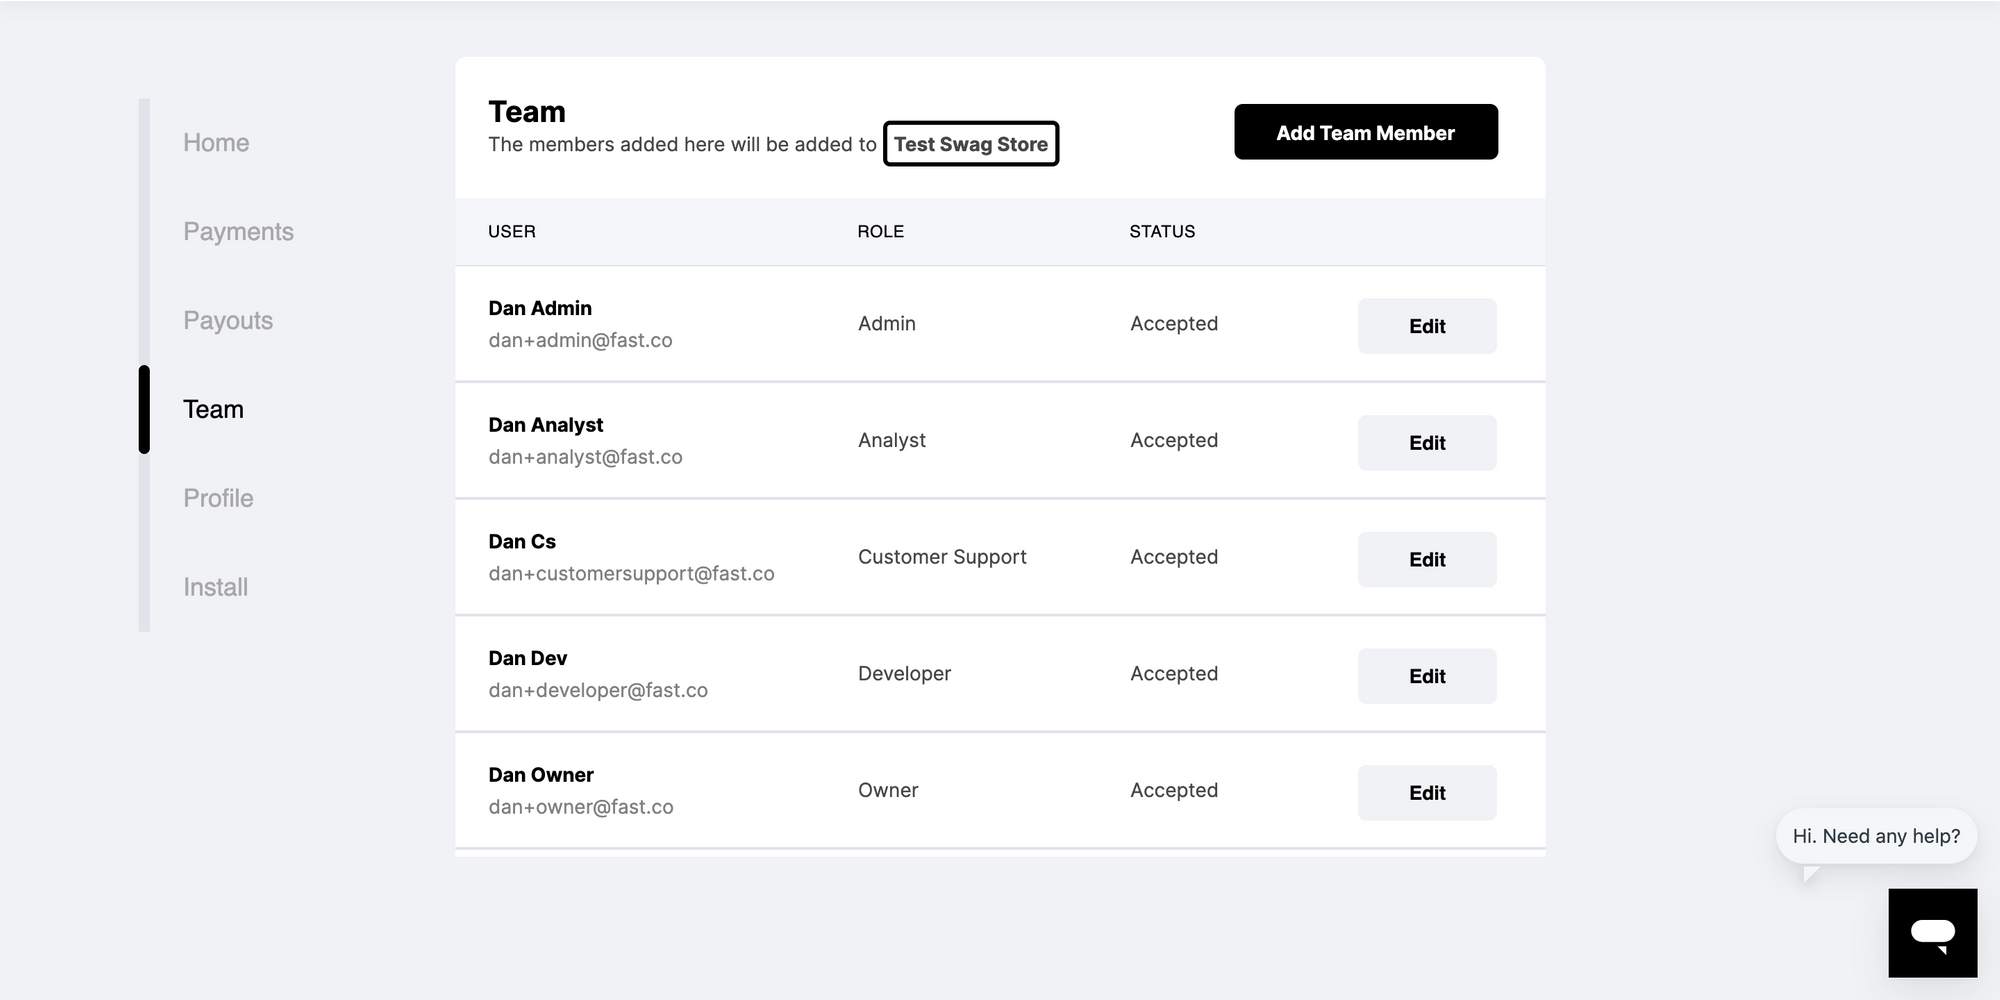 Home
Payments
Payouts
Team
Profile
Install
Team
The members added here will be added to Test Swag Store
Add Team Member
USER ROLE STATUS
Dan Admin
dan+admin@fast.co
Admin Accepted Edit
Dan Analyst
dan+analyst@fast.co
Analyst Accepted Edit
Dan Cs
dan+customersupport@fast.co
Customer Support Accepted Edit
Dan Dev
dan+developer@fast.co
Developer Accepted Edit
Dan Owner
dan+owner@fast.co
Owner Accepted Edit
Hi. Need any help?